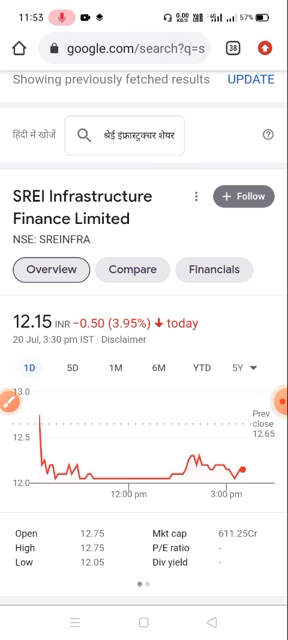 11:53
0.00 KB/S
4G
57%
google.com/search?q=s
38
Showing previously fetched results
UPDATE
हिंदी में खोजें
श्रेई इंफ्रास्ट्रक्चर शेयर
SREI Infrastructure
Finance Limited
+ Follow
NSE: SREINFRA
Overview
Compare
Financials
12.15 INR −0.50 (3.95%) ↓ today
20 Jul, 3:30 pm IST · Disclaimer
1D 5D 1M 6M YTD 5Y
13.0
Prev
close
12.65
12.5
12.0
12:00 pm 3:00 pm
Open 12.75 Mkt cap 611.25Cr
High 12.75 P/E ratio -
Low 12.05 Div yield -